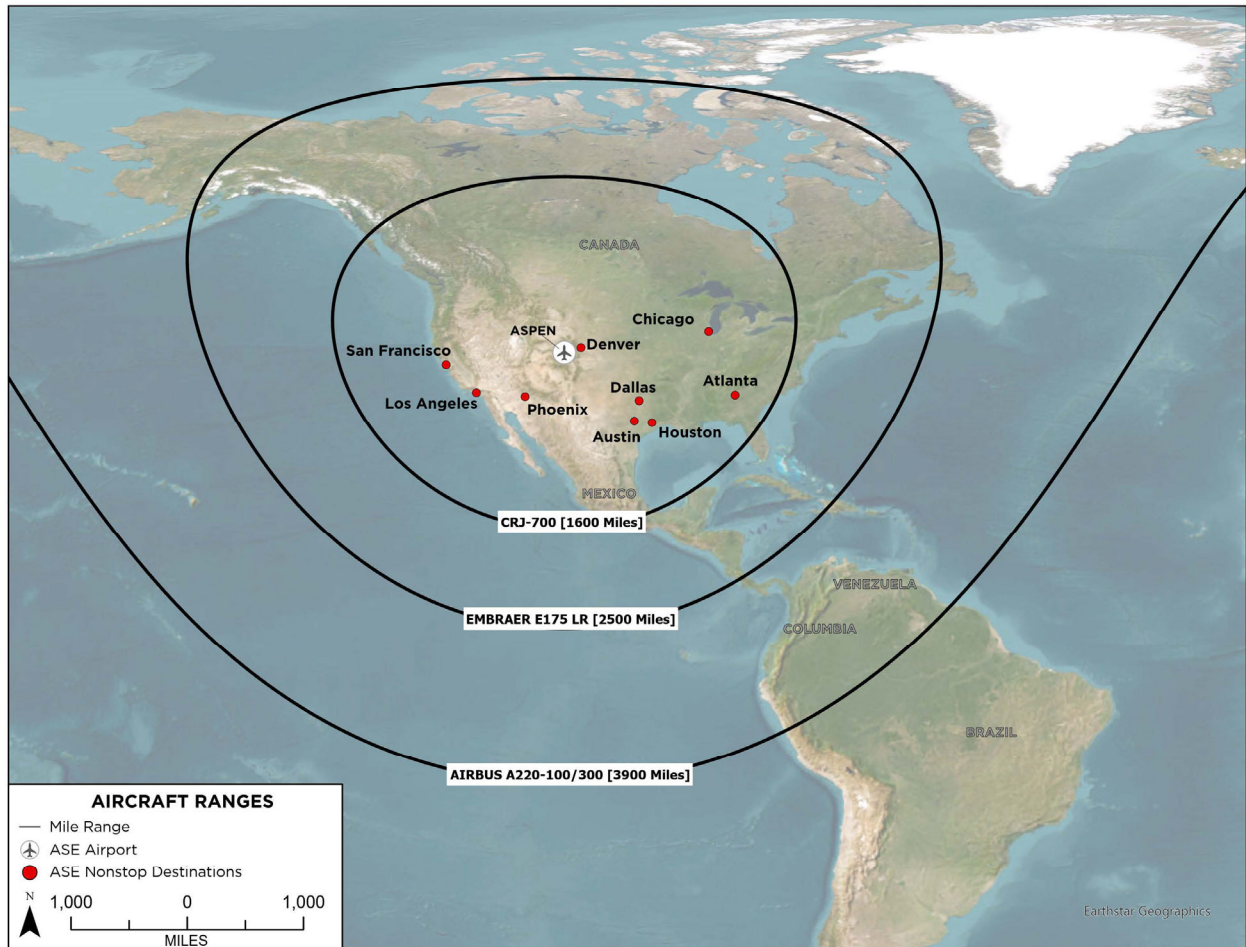 CANADA
ASPEN
Denver
Chicago
San Francisco
Los Angeles
Phoenix
Dallas
Atlanta
Austin
Houston
MEXICO
CRJ-700 [1600 Miles]
VENEZUELA
EMBRAER E175 LR [2500 Miles]
COLUMBIA
BRAZIL
AIRBUS A220-100/300 [3900 Miles]
AIRCRAFT RANGES
Mile Range
ASE Airport
ASE Nonstop Destinations
N
1,000 0 1,000
MILES
Earthstar Geographics